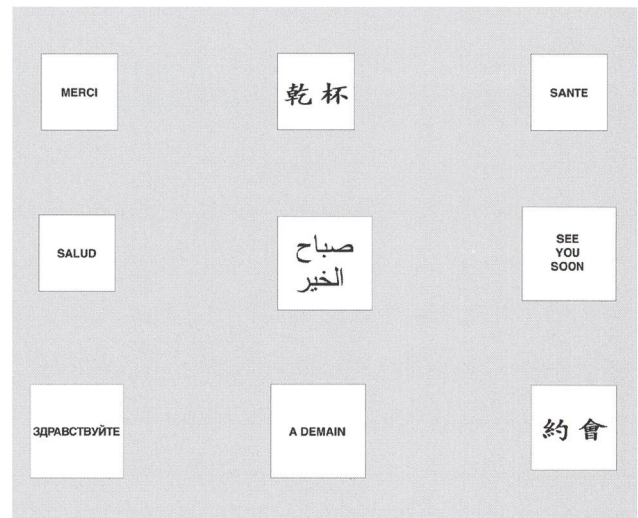 MERCI
乾杯
SANTE
SALUD
صباح
الخير
SEE
YOU
SOON
ЗДРАВСТВУЙТЕ
A DEMAIN
約會